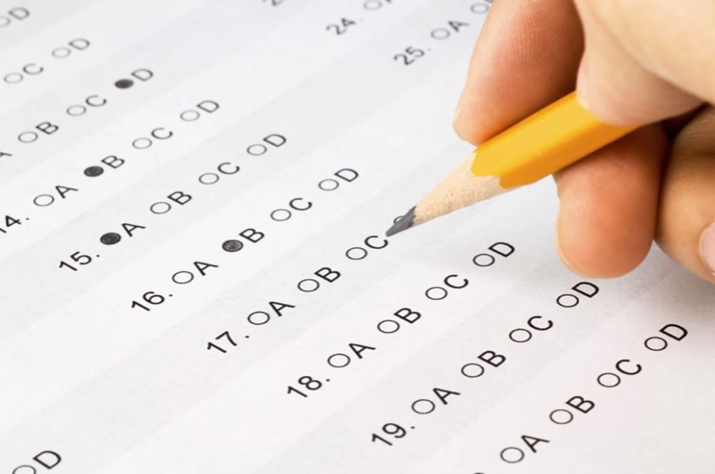 D
C D
B C D
14. A B C D
15. A B C D
16. A B C D
17. A B C
18. A B C D
19. A B C D
A B C D
D
24.
25. A B